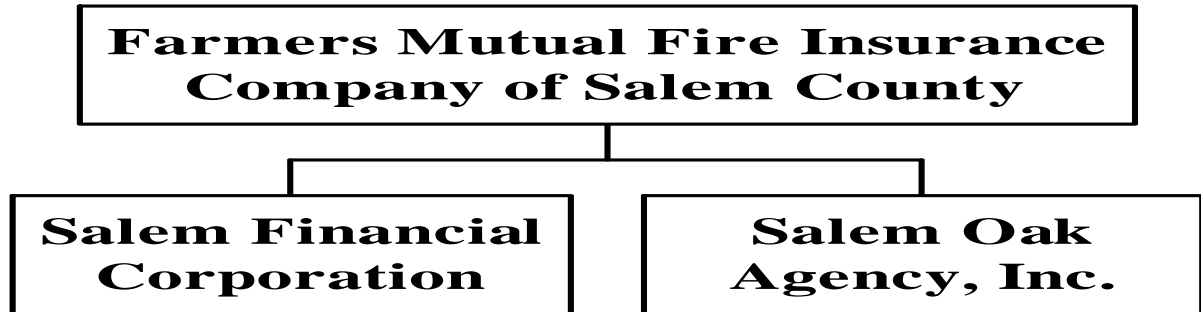 Farmers Mutual Fire Insurance
Company of Salem County
Salem Financial
Corporation
Salem Oak
Agency, Inc.